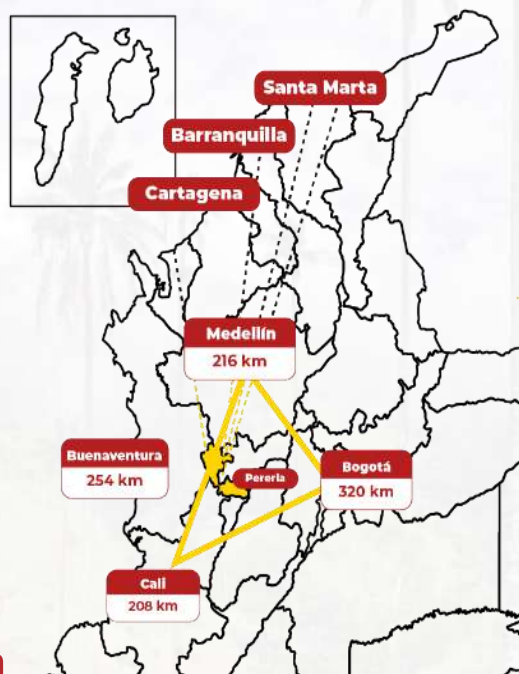 Santa Marta
Barranquilla
Cartagena
Medellín
216 km
Buenaventura
254 km
Pereria
Bogotá
320 km
Cali
208 km